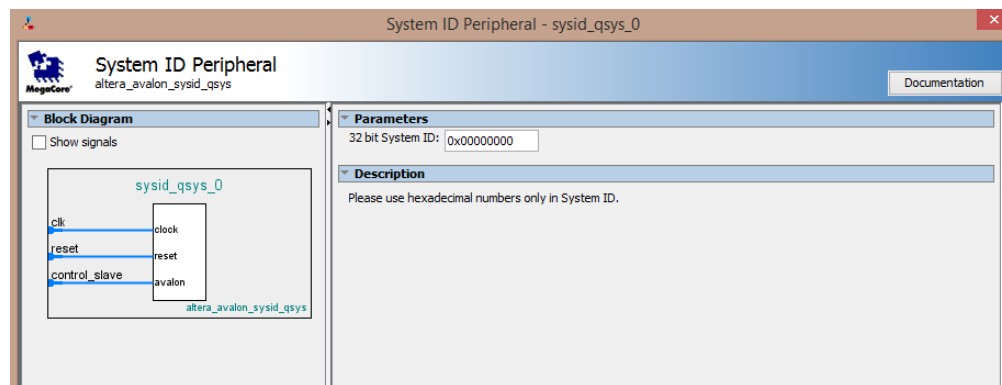 System ID Peripheral - sysid_qsys_0
System ID Peripheral
MegaCore'
altera_avalon_sysid_qsys
Documentation
Block Diagram
Show signals
sysid_qsys_0
clk
clock
reset
reset
control_slave
avalon
altera_avalon_sysid_qsys
Parameters
32 bit System ID: 0x00000000
Description
Please use hexadecimal numbers only in System ID.